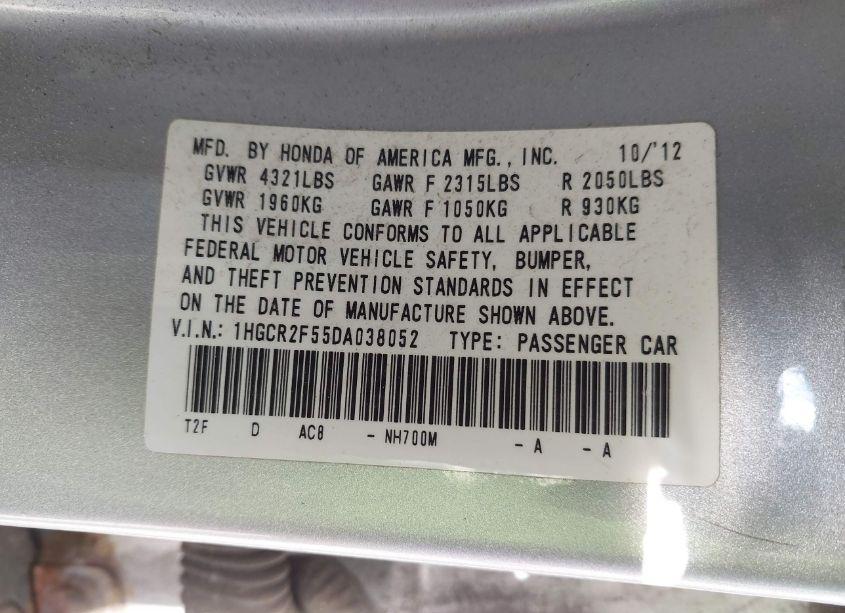 MFD. BY HONDA OF AMERICA MFG., INC. 10/'12
GVWR 4321LBS GAWR F 2315LBS R 2050LBS
GVWR 1960KG GAWR F 1050KG R 930KG
THIS VEHICLE CONFORMS TO ALL APPLICABLE
FEDERAL MOTOR VEHICLE SAFETY, BUMPER,
AND THEFT PREVENTION STANDARDS IN EFFECT
ON THE DATE OF MANUFACTURE SHOWN ABOVE.
V.I.N.: 1HGCR2F55DA038052 TYPE: PASSENGER CAR
T2F D AC8 - NH700M - A - A